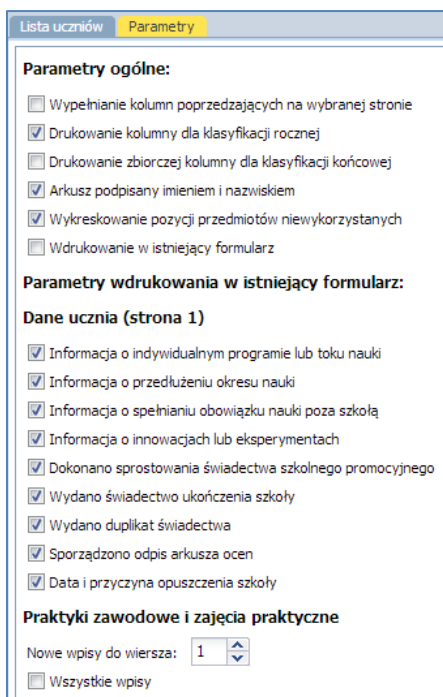 Lista uczniów Parametry
Parametry ogólne:
Wypełnianie kolumn poprzedzających na wybranej stronie
Drukowanie kolumny dla klasyfikacji rocznej
Drukowanie zbiorczej kolumny dla klasyfikacji końcowej
Arkusz podpisany imieniem i nazwiskiem
Wykreskowanie pozycji przedmiotów niewykorzystanych
Wdrukowanie w istniejący formularz
Parametry wdrukowania w istniejący formularz:
Dane ucznia (strona 1)
Informacja o indywidualnym programie lub toku nauki
Informacja o przedłużeniu okresu nauki
Informacja o spełnianiu obowiązku nauki poza szkołą
Informacja o innowacjach lub eksperymentach
Dokonano sprostowania świadectwa szkolnego promocyjnego
Wydano świadectwo ukończenia szkoły
Wydano duplikat świadectwa
Sporządzono odpis arkusza ocen
Data i przyczyna opuszczenia szkoły
Praktyki zawodowe i zajęcia praktyczne
Nowe wpisy do wiersza: 1
Wszystkie wpisy